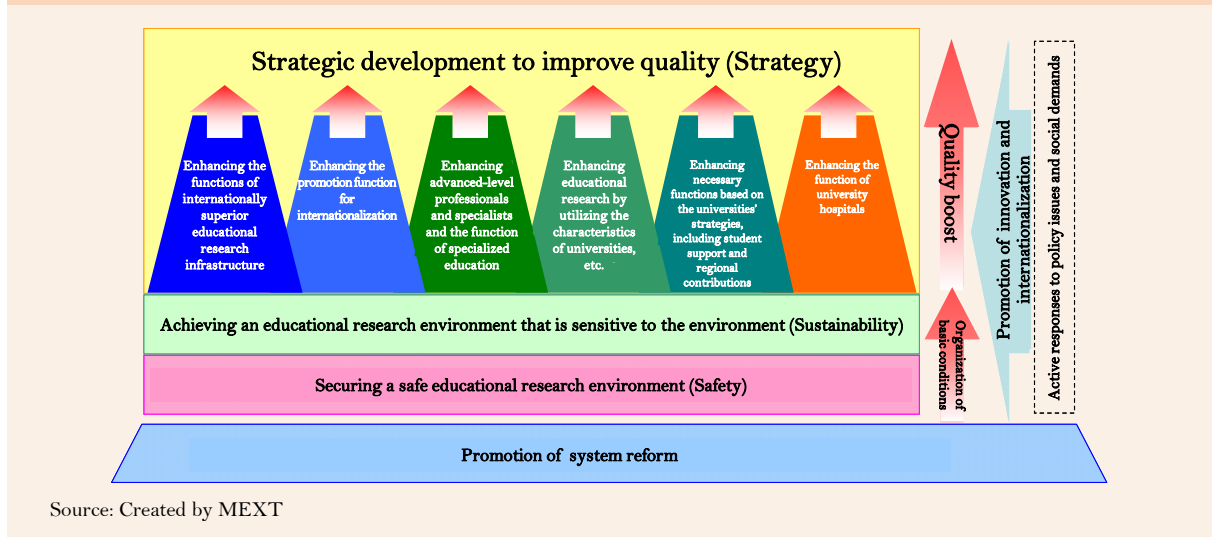 Strategic development to improve quality (Strategy)
Enhancing the
functions of
internationally
superior
educational
research
infrastructure
Enhancing the
promotion function
for
internationalization
Enhancing
advanced-level
professionals
and specialists
and the function
of specialized
education
Enhancing
educational
research by
utilizing the
characteristics
of universities,
etc.
Enhancing
necessary
functions based on
the universities'
strategies,
including student
support and
regional
contributions
Enhancing the
function of
university
hospitals
Achieving an educational research environment that is sensitive to the environment (Sustainability)
Securing a safe educational research environment (Safety)
Promotion of system reform
Quality boost
Organization of
basic conditions
Promotion of innovation and
internationalization
Active responses to policy issues and social demands
Source: Created by MEXT